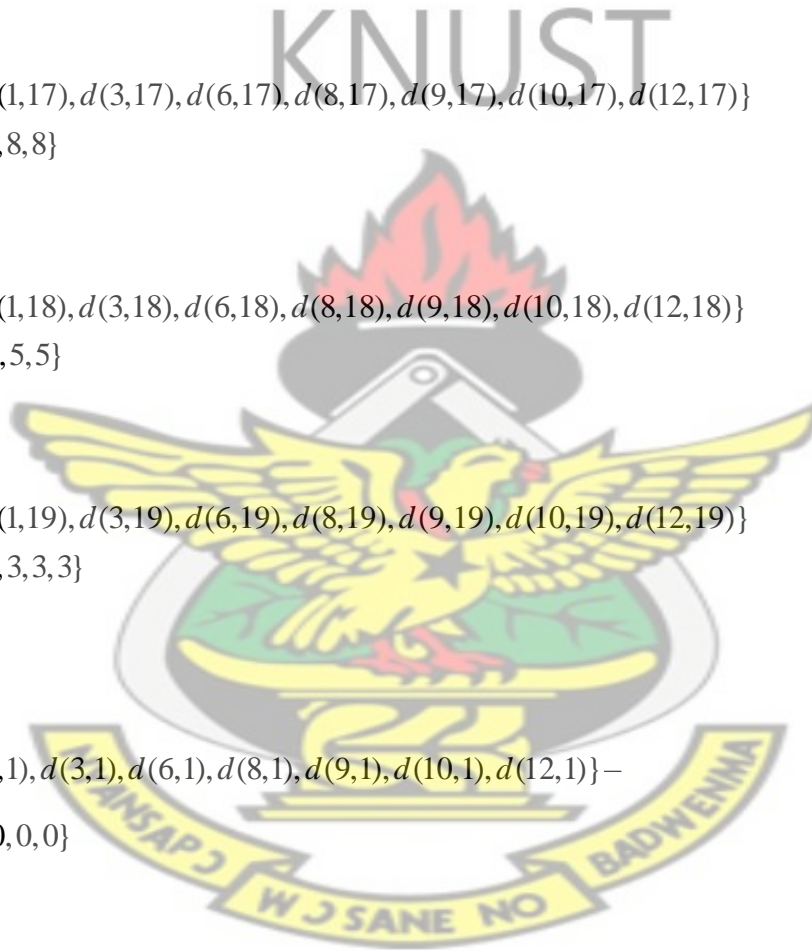 KNUST
(1,17), d(3,17), d(6,17), d(8,17), d(9,17), d(10,17), d(12,17)}
,8,8}
(1,18), d(3,18), d(6,18), d(8,18), d(9,18), d(10,18), d(12,18)}
,5,5}
(1,19), d(3,19), d(6,19), d(8,19), d(9,19), d(10,19), d(12,19)}
,3,3,3}
,1), d(3,1), d(6,1), d(8,1), d(9,1), d(10,1), d(12,1)}–
0,0,0}
NYANSAPƆ WƆSANE NO BADWENMA